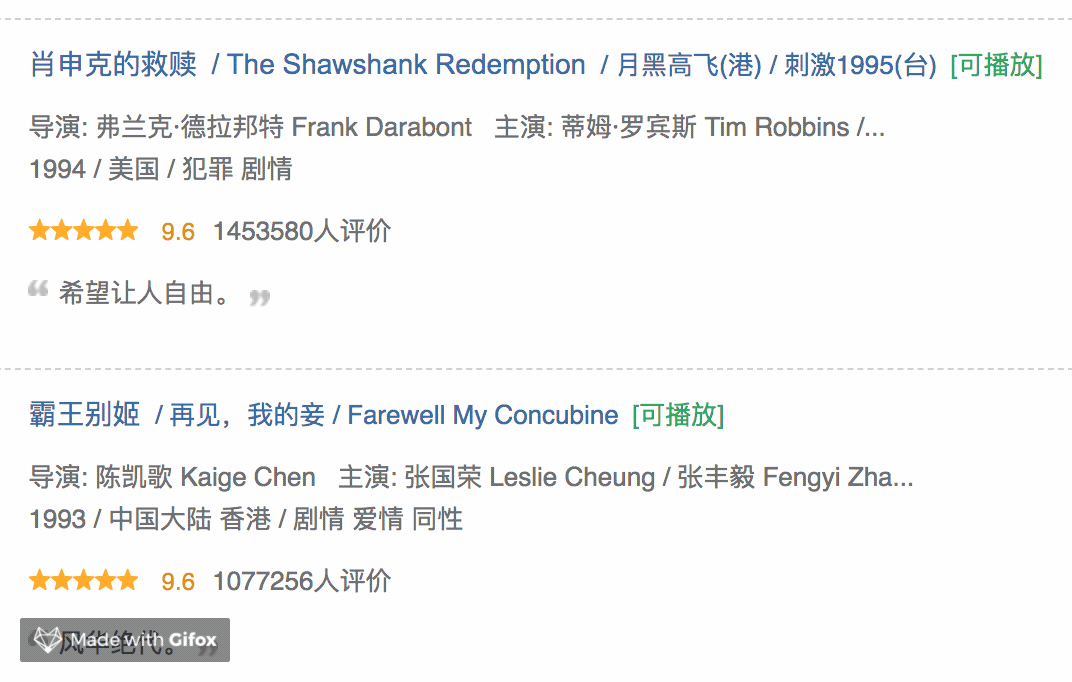 肖申克的救赎 / The Shawshank Redemption / 月黑高飞(港) / 刺激1995(台) [可播放]
导演: 弗兰克·德拉邦特 Frank Darabont 主演: 蒂姆·罗宾斯 Tim Robbins /...
1994 / 美国 / 犯罪 剧情
9.6 1453580人评价
“ 希望让人自由。 ”
霸王别姬 / 再见，我的妾 / Farewell My Concubine [可播放]
导演: 陈凯歌 Kaige Chen 主演: 张国荣 Leslie Cheung / 张丰毅 Fengyi Zha...
1993 / 中国大陆 香港 / 剧情 爱情 同性
9.6 1077256人评价
“ 风华绝代。 ”
Made with Gifox